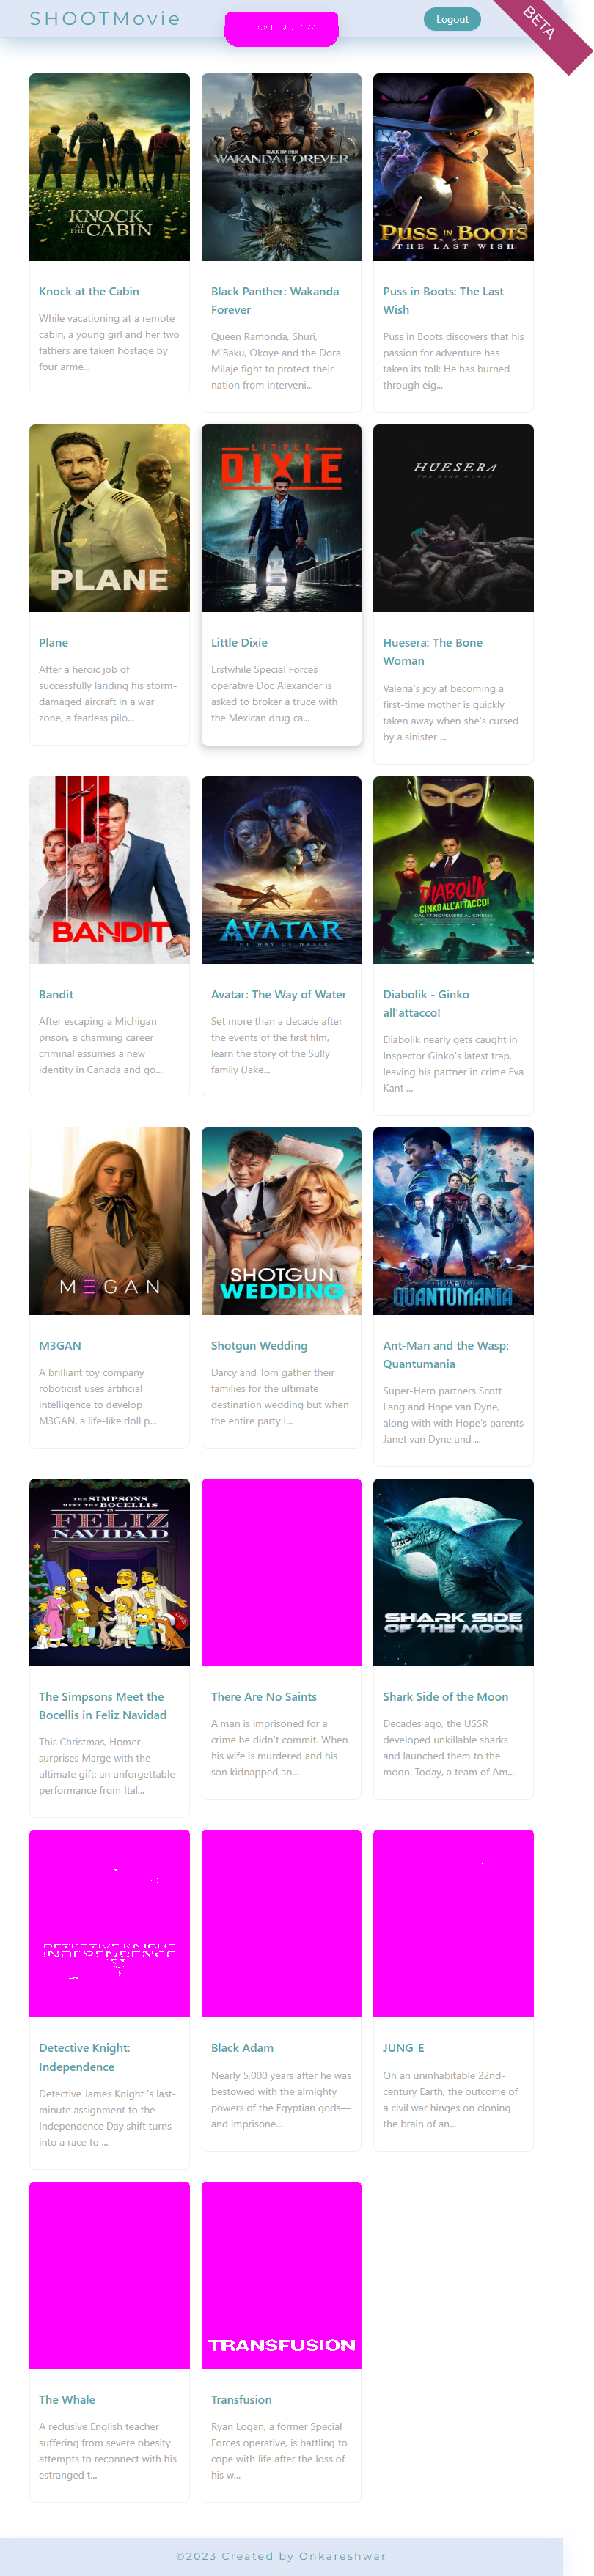 SHOOTMovie
Logout
BETA
KNOCK
AT THE CABIN
BLACK PANTHER
WAKANDA FOREVER
PUSS IN BOOTS
THE LAST WISH
Knock at the Cabin
While vacationing at a remote
cabin, a young girl and her two
fathers are taken hostage by
four arme...
Black Panther: Wakanda
Forever
Queen Ramonda, Shuri,
M'Baku, Okoye and the Dora
Milaje fight to protect their
nation from interveni...
Puss in Boots: The Last
Wish
Puss in Boots discovers that his
passion for adventure has
taken its toll: He has burned
through eig...
PLANE
LITTLE
DIXIE
HUESERA
THE BONE WOMAN
Plane
After a heroic job of
successfully landing his storm-
damaged aircraft in a war
zone, a fearless pilo...
Little Dixie
Erstwhile Special Forces
operative Doc Alexander is
asked to broker a truce with
the Mexican drug ca...
Huesera: The Bone
Woman
Valeria's joy at becoming a
first-time mother is quickly
taken away when she's cursed
by a sinister ...
BANDIT
AVATAR
THE WAY OF WATER
DIABOLIK
GINKO ALL'ATTACCO!
DAL 17 NOVEMBRE AL CINEMA
Bandit
After escaping a Michigan
prison, a charming career
criminal assumes a new
identity in Canada and go...
Avatar: The Way of Water
Set more than a decade after
the events of the first film,
learn the story of the Sully
family (Jake...
Diabolik - Ginko
all'attacco!
Diabolik nearly gets caught in
Inspector Ginko's latest trap,
leaving his partner in crime Eva
Kant ...
M3GAN
SHOTGUN
WEDDING
ANT-MAN AND THE WASP
QUANTUMANIA
M3GAN
A brilliant toy company
roboticist uses artificial
intelligence to develop
M3GAN, a life-like doll p...
Shotgun Wedding
Darcy and Tom gather their
families for the ultimate
destination wedding but when
the entire party i...
Ant-Man and the Wasp:
Quantumania
Super-Hero partners Scott
Lang and Hope van Dyne,
along with with Hope's parents
Janet van Dyne and ...
THE SIMPSONS
MEET THE BOCELLIS
IN
FELIZ
NAVIDAD
SHARK SIDE
OF THE MOON
The Simpsons Meet the
Bocellis in Feliz Navidad
This Christmas, Homer
surprises Marge with the
ultimate gift: an unforgettable
performance from Ital...
There Are No Saints
A man is imprisoned for a
crime he didn't commit. When
his wife is murdered and his
son kidnapped an...
Shark Side of the Moon
Decades ago, the USSR
developed unkillable sharks
and launched them to the
moon. Today, a team of Am...
DETECTIVE KNIGHT
INDEPENDENCE
Detective Knight:
Independence
Detective James Knight 's last-
minute assignment to the
Independence Day shift turns
into a race to ...
Black Adam
Nearly 5,000 years after he was
bestowed with the almighty
powers of the Egyptian gods—
and imprisone...
JUNG_E
On an uninhabitable 22nd-
century Earth, the outcome of
a civil war hinges on cloning
the brain of an...
TRANSFUSION
The Whale
A reclusive English teacher
suffering from severe obesity
attempts to reconnect with his
estranged t...
Transfusion
Ryan Logan, a former Special
Forces operative, is battling to
cope with life after the loss of
his w...
©2023 Created by Onkareshwar